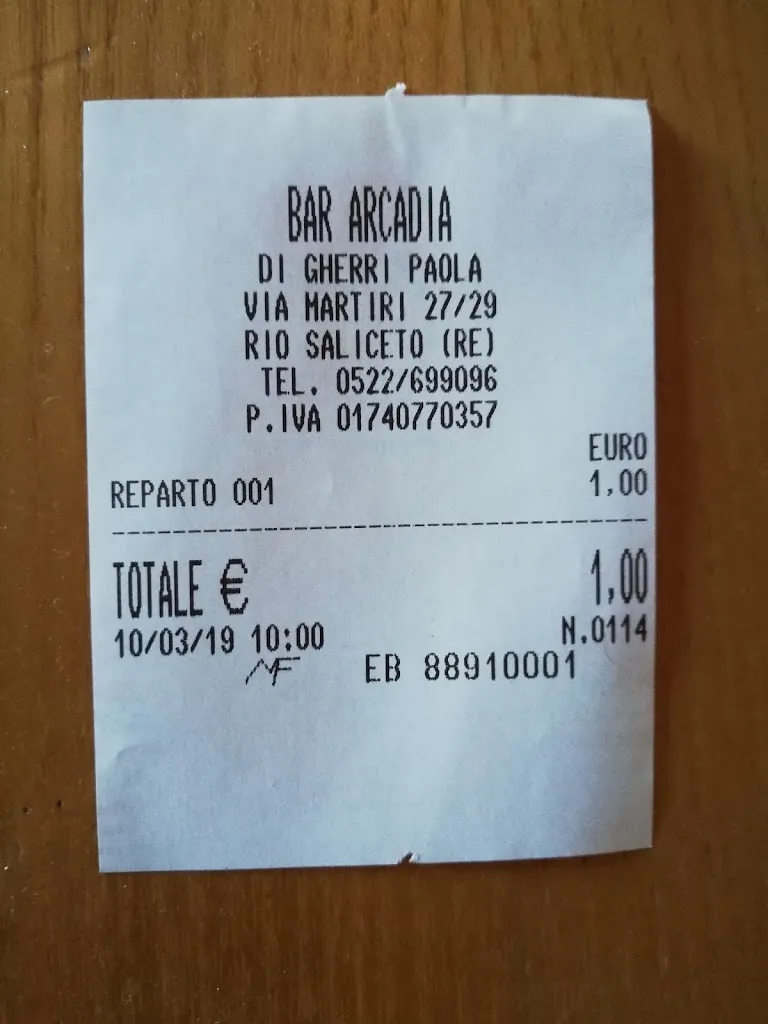 BAR ARCADIA
DI GHERRI PAOLA
VIA MARTIRI 27/29
RIO SALICETO (RE)
TEL. 0522/699096
P.IVA 01740770357
EURO
REPARTO 001 1,00
TOTALE € 1,00
10/03/19 10:00 N.0114
MF EB 88910001